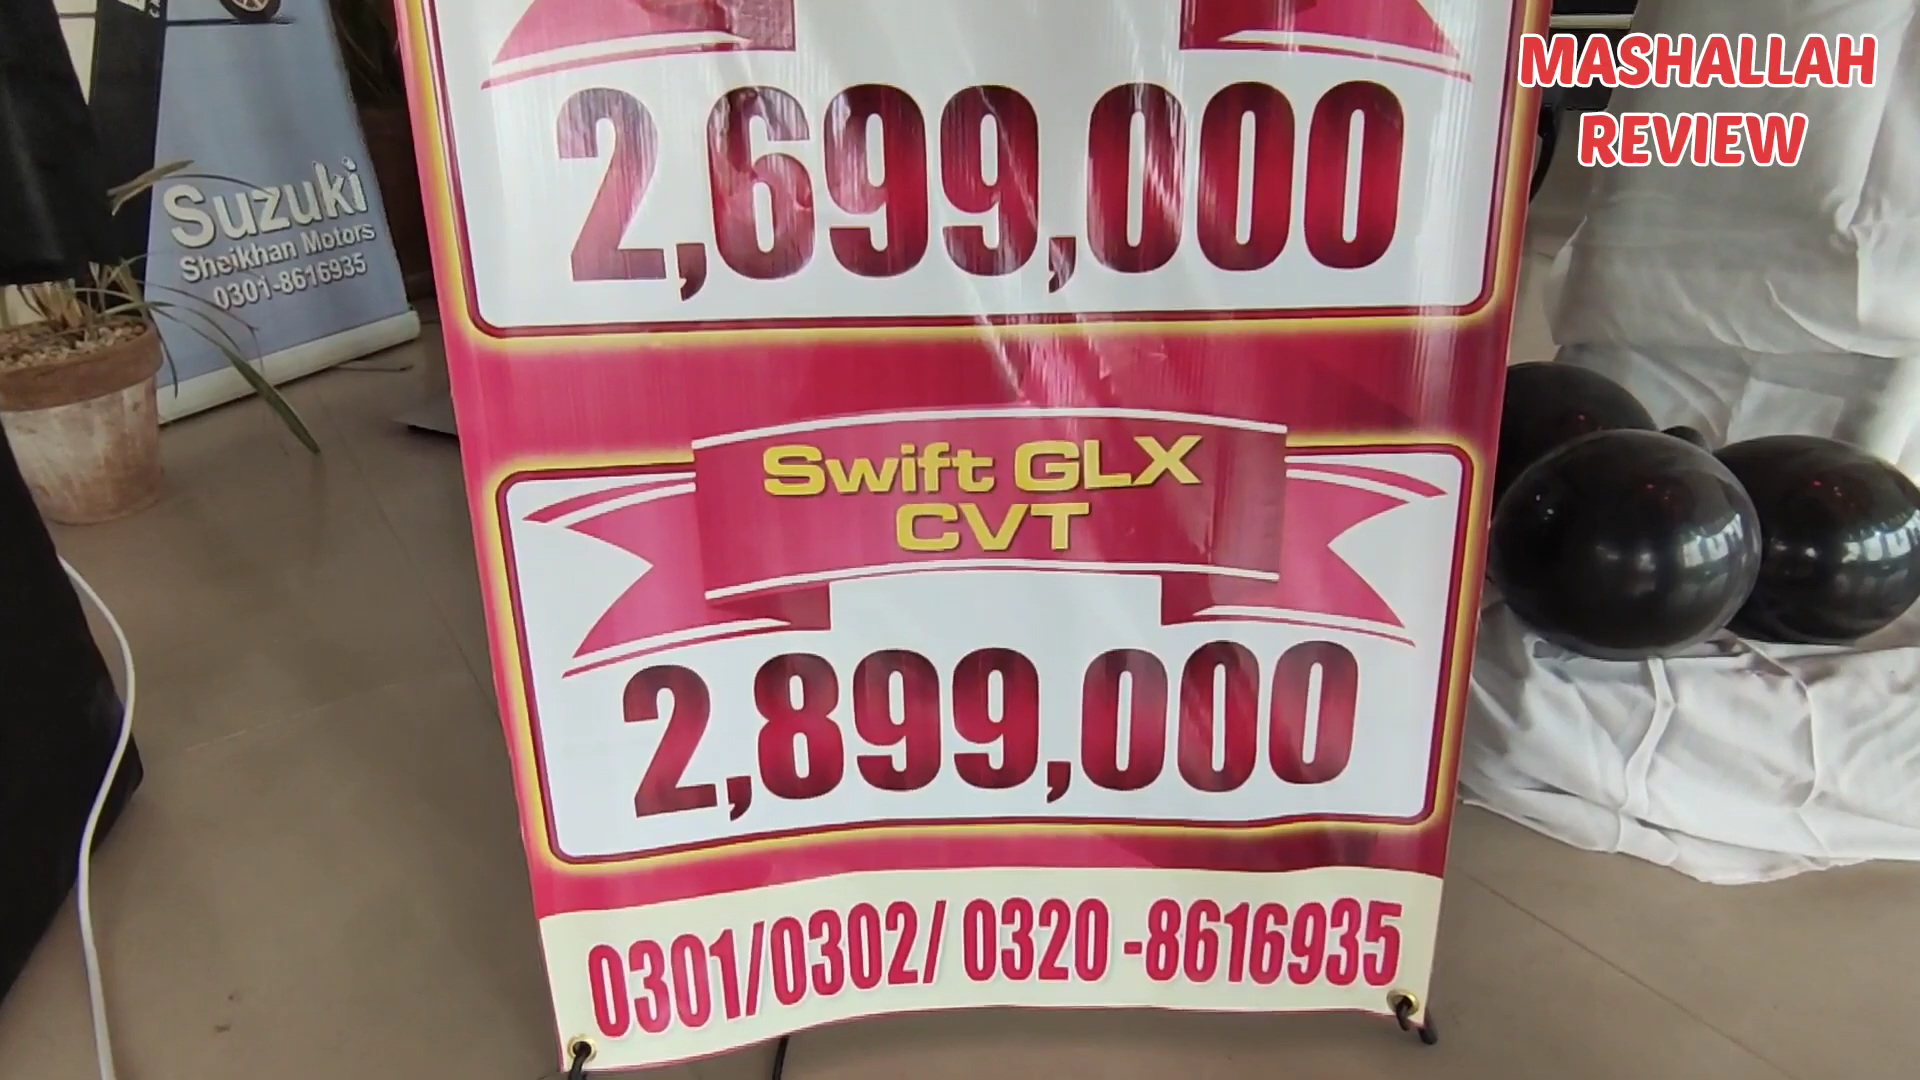 MASHALLAH
REVIEW
Suzuki
Sheikhan Motors
0301-8616935
2,699,000
Swift GLX
CVT
2,899,000
0301/0302/ 0320 -8616935